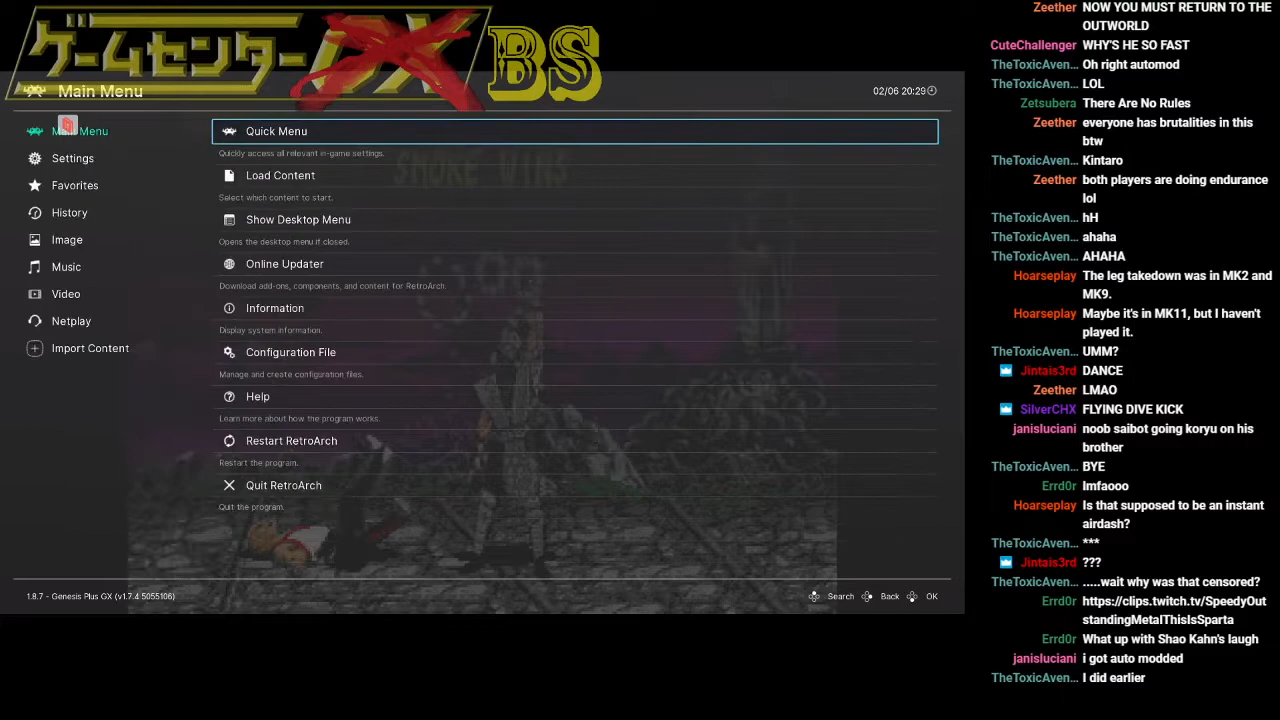 ゲームセンターDX BS
Main Menu
02/06 20:29
Main Menu
Settings
Favorites
History
Image
Music
Video
Netplay
Import Content
Quick Menu
Quickly access all relevant in-game settings.
SMOKE WINS
Load Content
Select which content to start.
Show Desktop Menu
Opens the desktop menu if closed.
Online Updater
Download add-ons, components, and content for RetroArch.
Information
Display system information.
Configuration File
Manage and create configuration files.
Help
Learn more about how the program works.
Restart RetroArch
Restart the program.
Quit RetroArch
Quit the program.
1.8.7 - Genesis Plus GX (v1.7.4 5055106)
Search Back OK
Zeether NOW YOU MUST RETURN TO THE
OUTWORLD
CuteChallenger WHY'S HE SO FAST
TheToxicAven... Oh right automod
TheToxicAven... LOL
Zetsubera There Are No Rules
Zeether everyone has brutalities in this
btw
TheToxicAven... Kintaro
Zeether both players are doing endurance
lol
TheToxicAven... hH
TheToxicAven... ahaha
TheToxicAven... AHAHA
Hoarseplay The leg takedown was in MK2 and
MK9.
Hoarseplay Maybe it's in MK11, but I haven't
played it.
TheToxicAven... UMM?
Jintais3rd DANCE
Zeether LMAO
SilverCHX FLYING DIVE KICK
janisluciani noob saibot going koryu on his
brother
TheToxicAven... BYE
Errd0r lmfaooo
Hoarseplay Is that supposed to be an instant
airdash?
TheToxicAven... ***
Jintais3rd ???
TheToxicAven... .....wait why was that censored?
Errd0r https://clips.twitch.tv/SpeedyOut
standingMetalThisIsSparta
Errd0r What up with Shao Kahn's laugh
janisluciani i got auto modded
TheToxicAven... I did earlier